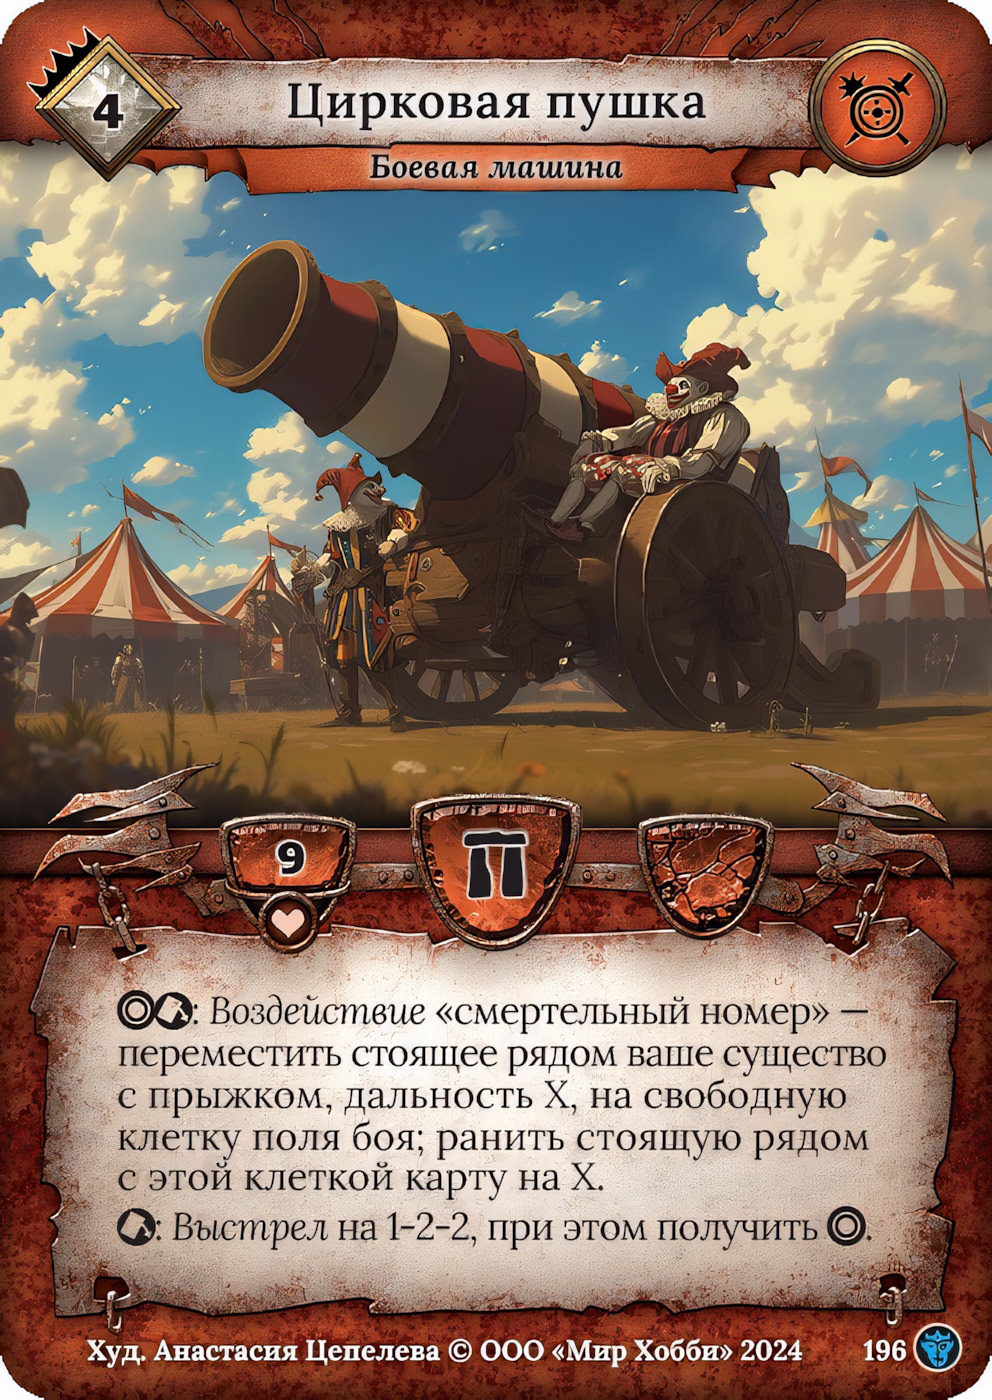 4
Цирковая пушка
Боевая машина
9
П
: Воздействие «смертельный номер» —
переместить стоящее рядом ваше существо
с прыжком, дальность X, на свободную
клетку поля боя; ранить стоящую рядом
с этой клеткой карту на X.
: Выстрел на 1-2-2, при этом получить .
Худ. Анастасия Цепелева © ООО «Мир Хобби» 2024
196